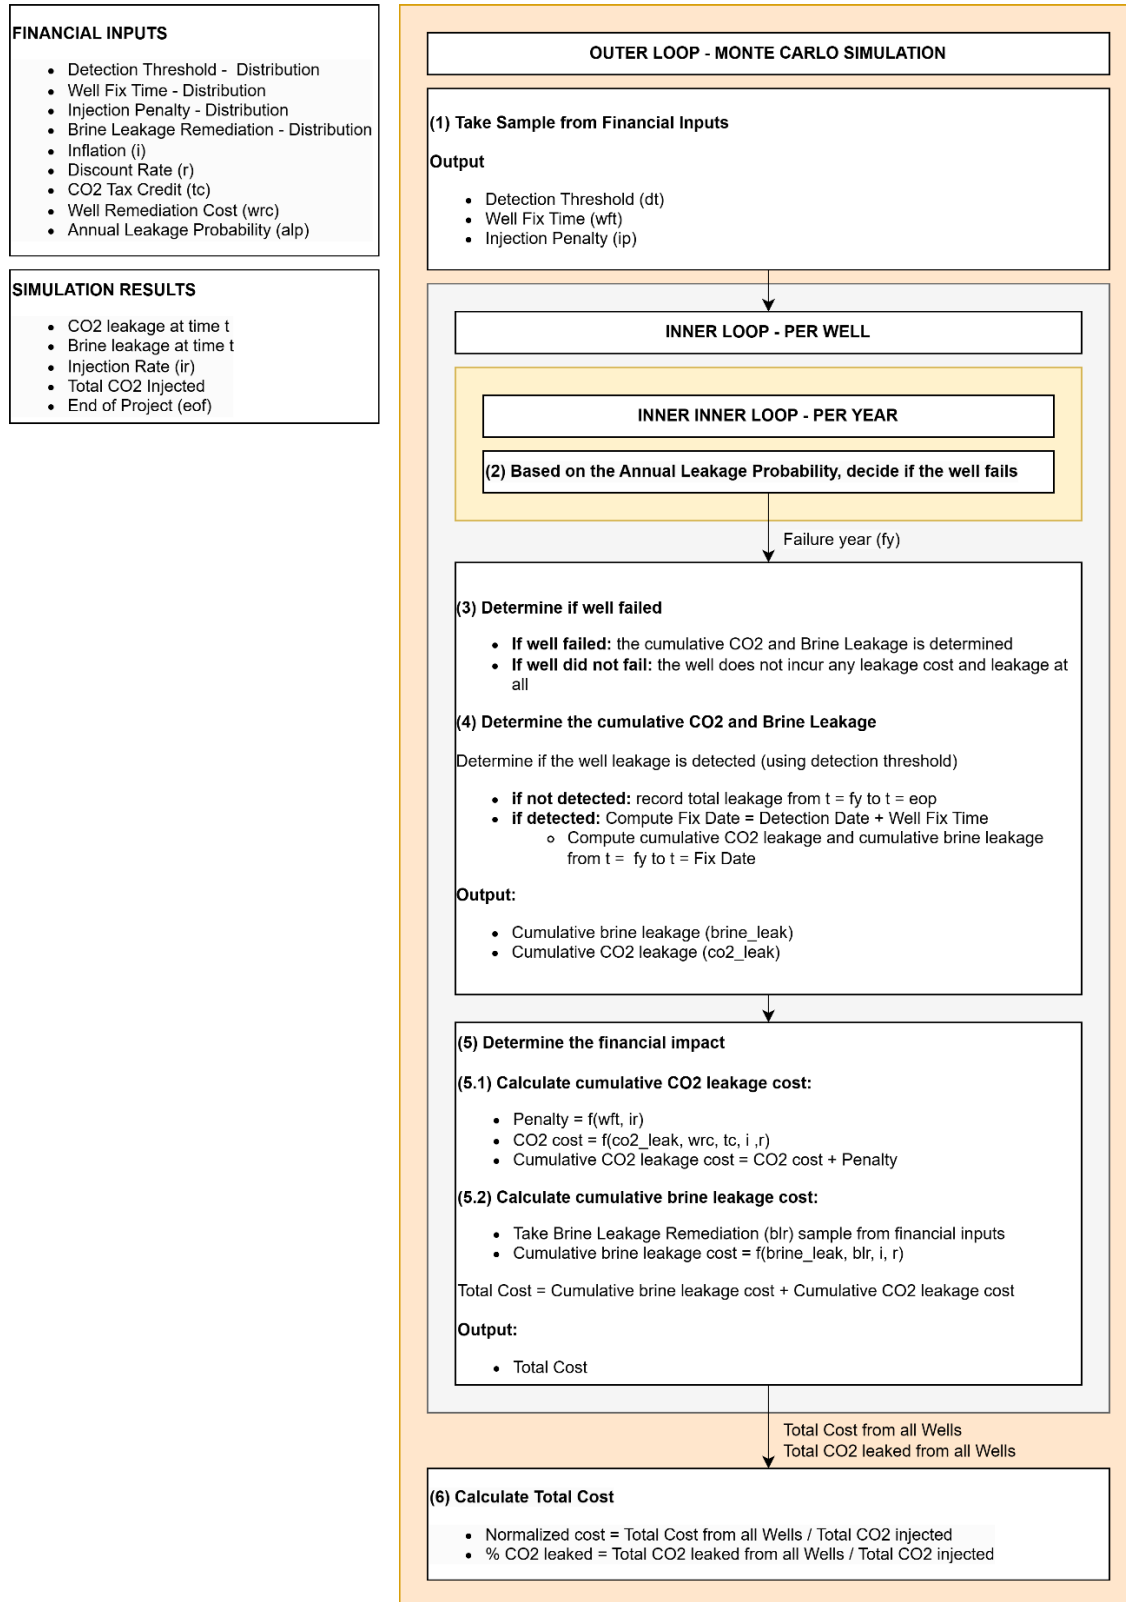 FINANCIAL INPUTS
• Detection Threshold - Distribution
• Well Fix Time - Distribution
• Injection Penalty - Distribution
• Brine Leakage Remediation - Distribution
• Inflation (i)
• Discount Rate (r)
• CO2 Tax Credit (tc)
• Well Remediation Cost (wrc)
• Annual Leakage Probability (alp)
SIMULATION RESULTS
• CO2 leakage at time t
• Brine leakage at time t
• Injection Rate (ir)
• Total CO2 Injected
• End of Project (eof)
OUTER LOOP - MONTE CARLO SIMULATION
(1) Take Sample from Financial Inputs
Output
• Detection Threshold (dt)
• Well Fix Time (wft)
• Injection Penalty (ip)
INNER LOOP - PER WELL
INNER INNER LOOP - PER YEAR
(2) Based on the Annual Leakage Probability, decide if the well fails
Failure year (fy)
(3) Determine if well failed
• If well failed: the cumulative CO2 and Brine Leakage is determined
• If well did not fail: the well does not incur any leakage cost and leakage at
all
(4) Determine the cumulative CO2 and Brine Leakage
Determine if the well leakage is detected (using detection threshold)
• if not detected: record total leakage from t = fy to t = eop
• if detected: Compute Fix Date = Detection Date + Well Fix Time
○ Compute cumulative CO2 leakage and cumulative brine leakage
from t = fy to t = Fix Date
Output:
• Cumulative brine leakage (brine_leak)
• Cumulative CO2 leakage (co2_leak)
(5) Determine the financial impact
(5.1) Calculate cumulative CO2 leakage cost:
• Penalty = f(wft, ir)
• CO2 cost = f(co2_leak, wrc, tc, i ,r)
• Cumulative CO2 leakage cost = CO2 cost + Penalty
(5.2) Calculate cumulative brine leakage cost:
• Take Brine Leakage Remediation (blr) sample from financial inputs
• Cumulative brine leakage cost = f(brine_leak, blr, i, r)
Total Cost = Cumulative brine leakage cost + Cumulative CO2 leakage cost
Output:
• Total Cost
Total Cost from all Wells
Total CO2 leaked from all Wells
(6) Calculate Total Cost
• Normalized cost = Total Cost from all Wells / Total CO2 injected
• % CO2 leaked = Total CO2 leaked from all Wells / Total CO2 injected